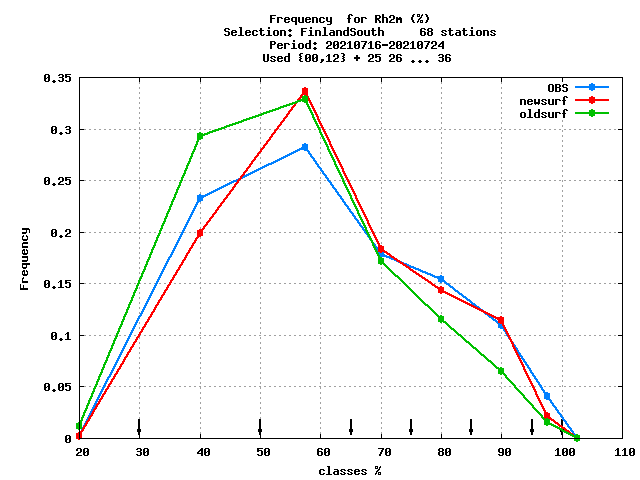 Frequency  for Rh2m (%)
Selection: FinlandSouth     68 stations
Period: 20210716-20210724
Used {00,12} + 25 26 ... 36
OBS
newsurf
oldsurf
0.35
0.3
0.25
0.2
0.15
0.1
0.05
0
Frequency
20 30 40 50 60 70 80 90 100 110
classes %